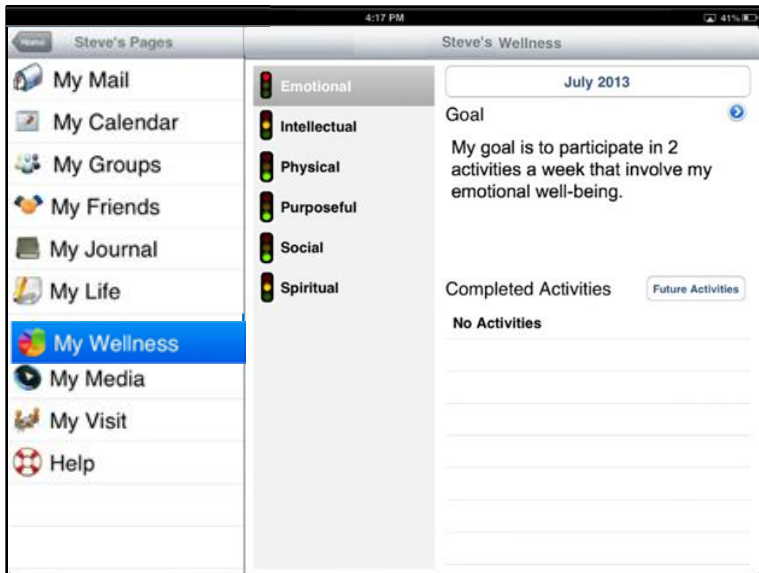 4:17 PM
41%
Home
Steve's Pages
Steve's Wellness
My Mail
My Calendar
My Groups
My Friends
My Journal
My Life
My Wellness
My Media
My Visit
Help
Emotional
Intellectual
Physical
Purposeful
Social
Spiritual
July 2013
Goal
My goal is to participate in 2
activities a week that involve my
emotional well-being.
Completed Activities
Future Activities
No Activities